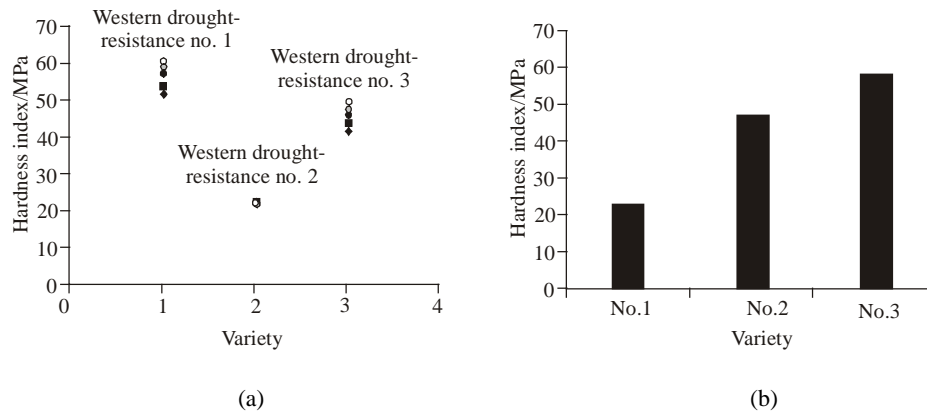 70
60
50
40
30
20
10
0
Hardness index/MPa
Western drought-
resistance no. 1
Western drought-
resistance no. 3
Western drought-
resistance no. 2
0 1 2 3 4
Variety
(a)
70
60
50
40
30
20
10
0
Hardness index/MPa
No.1 No.2 No.3
Variety
(b)